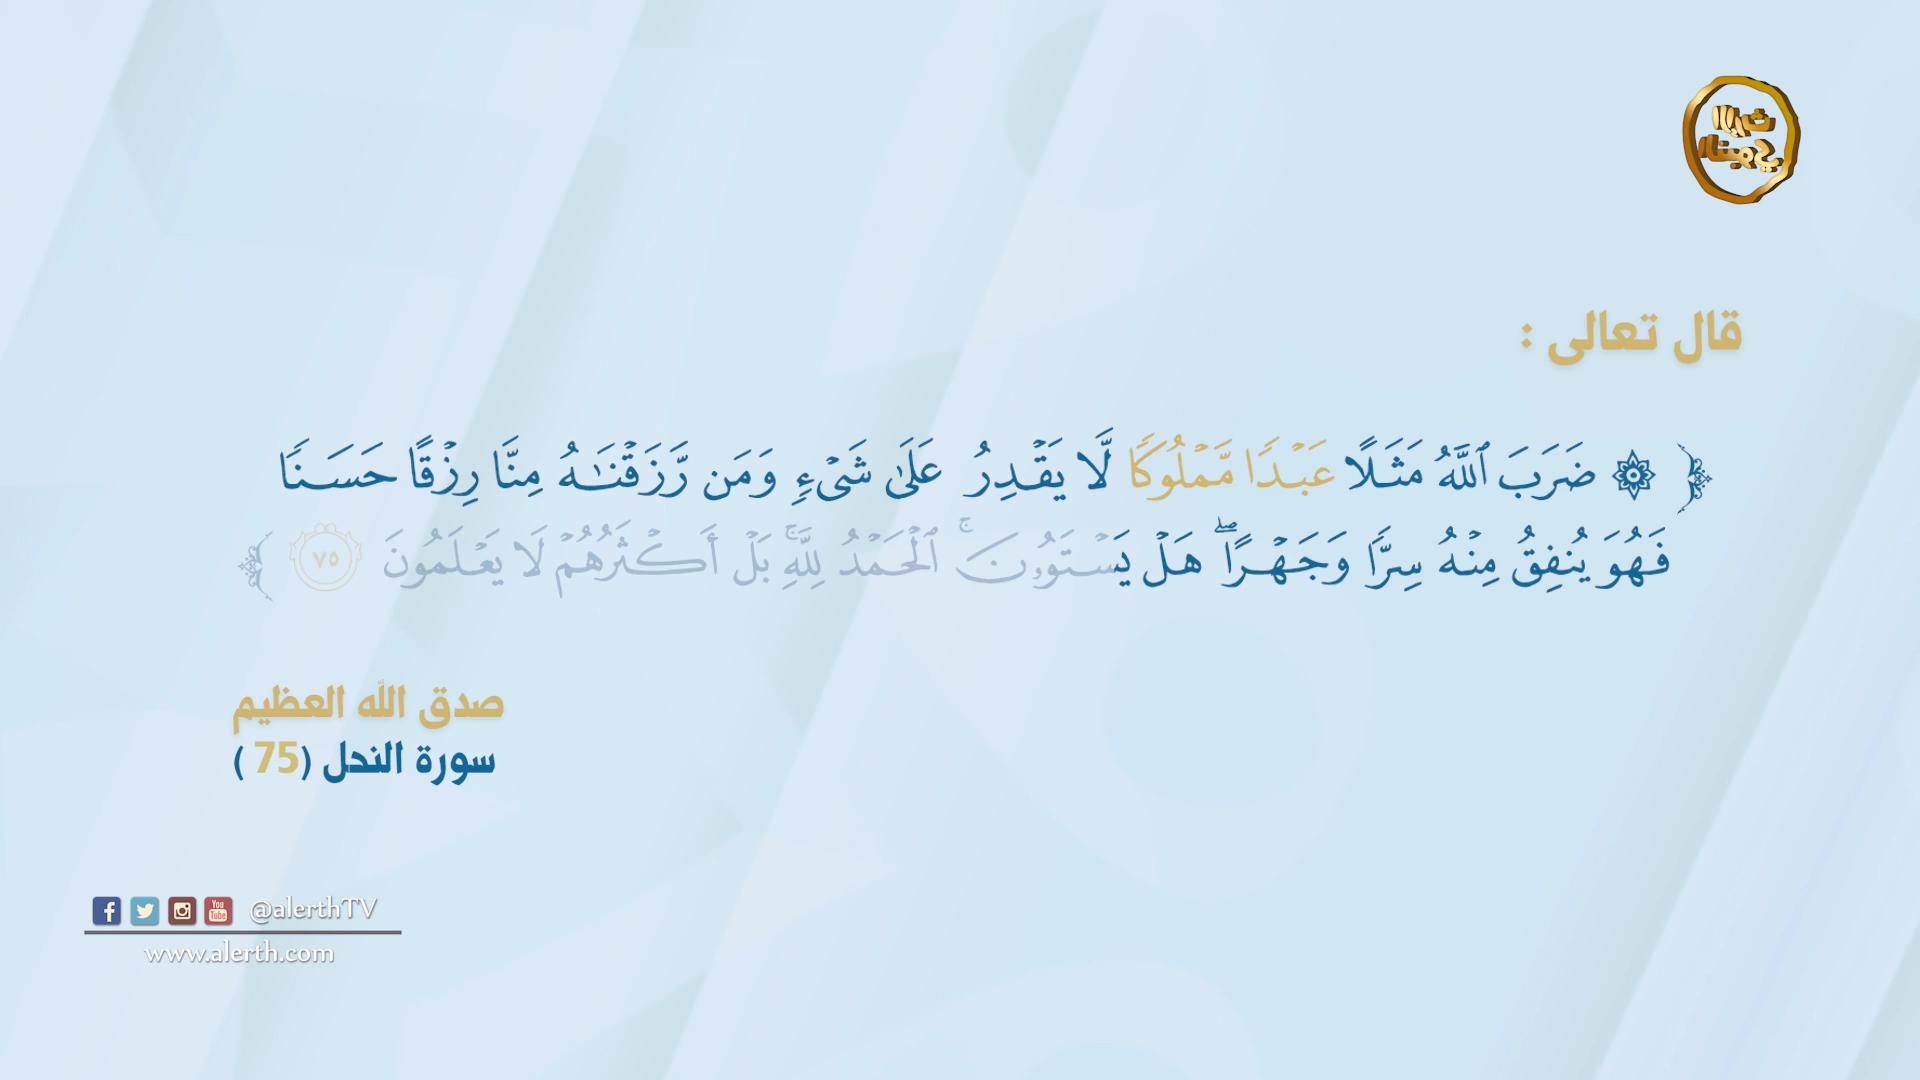 قال تعالى :
﴿ ۞ ضَرَبَ ٱللَّهُ مَثَلًا عَبۡدٗا مَّمۡلُوكٗا لَّا يَقۡدِرُ عَلَىٰ شَيۡءٖ وَمَن رَّزَقۡنَٰهُ مِنَّا رِزۡقًا حَسَنٗا
فَهُوَ يُنفِقُ مِنۡهُ سِرّٗا وَجَهۡرًاۖ هَلۡ يَسۡتَوُۥنَۚ ٱلۡحَمۡدُ لِلَّهِۚ بَلۡ أَكۡثَرُهُمۡ لَا يَعۡلَمُونَ ٧٥ ﴾
صدق الله العظيم
سورة النحل (75 )
@alerthTV
www.alerth.com